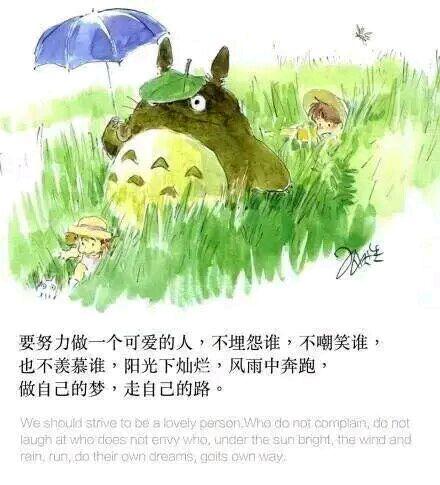 要努力做一个可爱的人，不埋怨谁，不嘲笑谁，
也不羡慕谁，阳光下灿烂，风雨中奔跑，
做自己的梦，走自己的路。
We should strive to be a lovely person.Who do not complain, do not
laugh at who does not envy who, under the sun bright, the wind and
rain, run, do their own dreams, goits own way.